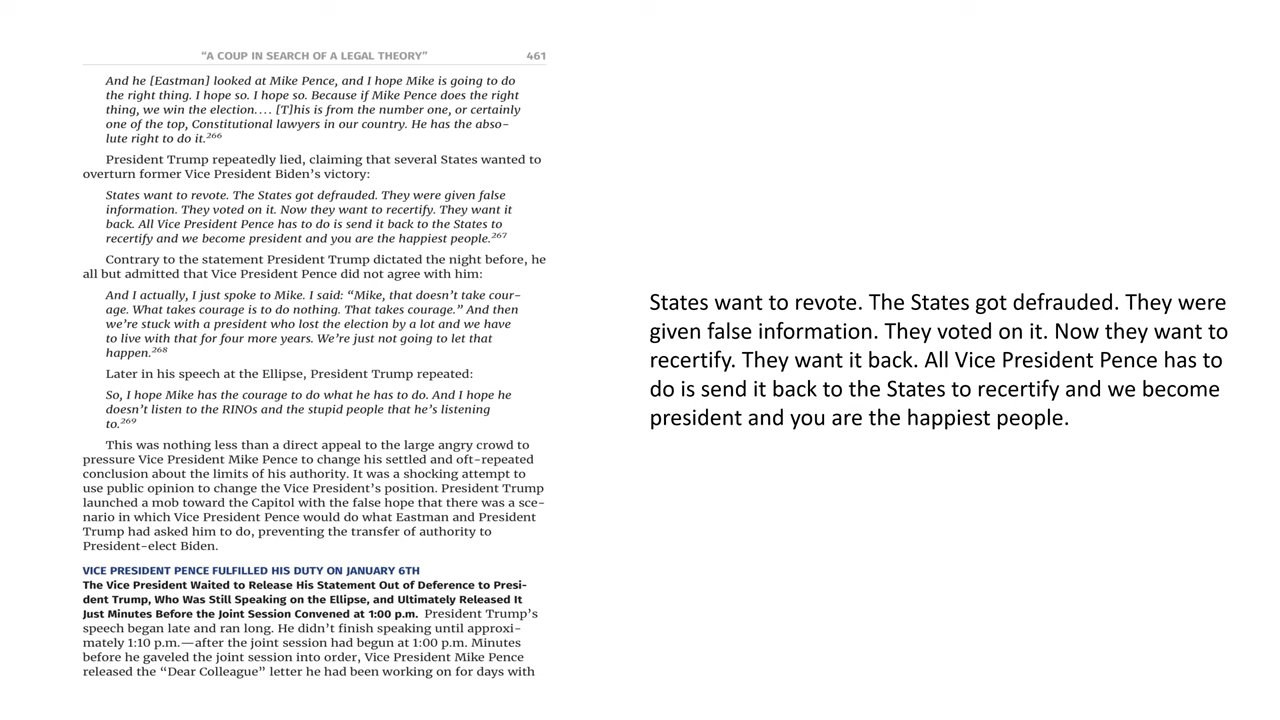 “A COUP IN SEARCH OF A LEGAL THEORY” 461
And he [Eastman] looked at Mike Pence, and I hope Mike is going to do
the right thing. I hope so. I hope so. Because if Mike Pence does the right
thing, we win the election.... [T]his is from the number one, or certainly
one of the top, Constitutional lawyers in our country. He has the abso-
lute right to do it.266
President Trump repeatedly lied, claiming that several States wanted to
overturn former Vice President Biden’s victory:
States want to revote. The States got defrauded. They were given false
information. They voted on it. Now they want to recertify. They want it
back. All Vice President Pence has to do is send it back to the States to
recertify and we become president and you are the happiest people.267
Contrary to the statement President Trump dictated the night before, he
all but admitted that Vice President Pence did not agree with him:
And I actually, I just spoke to Mike. I said: “Mike, that doesn’t take cour-
age. What takes courage is to do nothing. That takes courage.” And then
we’re stuck with a president who lost the election by a lot and we have
to live with that for four more years. We’re just not going to let that
happen.268
Later in his speech at the Ellipse, President Trump repeated:
So, I hope Mike has the courage to do what he has to do. And I hope he
doesn’t listen to the RINOs and the stupid people that he’s listening
to.269
This was nothing less than a direct appeal to the large angry crowd to
pressure Vice President Mike Pence to change his settled and oft-repeated
conclusion about the limits of his authority. It was a shocking attempt to
use public opinion to change the Vice President’s position. President Trump
launched a mob toward the Capitol with the false hope that there was a sce-
nario in which Vice President Pence would do what Eastman and President
Trump had asked him to do, preventing the transfer of authority to
President-elect Biden.
VICE PRESIDENT PENCE FULFILLED HIS DUTY ON JANUARY 6TH
The Vice President Waited to Release His Statement Out of Deference to Presi-
dent Trump, Who Was Still Speaking on the Ellipse, and Ultimately Released It
Just Minutes Before the Joint Session Convened at 1:00 p.m. President Trump’s
speech began late and ran long. He didn’t finish speaking until approxi-
mately 1:10 p.m.—after the joint session had begun at 1:00 p.m. Minutes
before he gaveled the joint session into order, Vice President Mike Pence
released the “Dear Colleague” letter he had been working on for days with
States want to revote. The States got defrauded. They were
given false information. They voted on it. Now they want to
recertify. They want it back. All Vice President Pence has to
do is send it back to the States to recertify and we become
president and you are the happiest people.